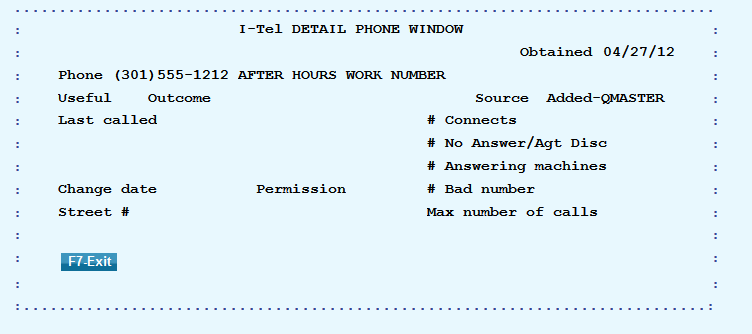 I-Tel DETAIL PHONE WINDOW
Obtained 04/27/12
Phone (301)555-1212 AFTER HOURS WORK NUMBER
Useful Outcome Source Added-QMASTER
Last called # Connects
# No Answer/Agt Disc
# Answering machines
Change date Permission # Bad number
Street # Max number of calls
F7-Exit